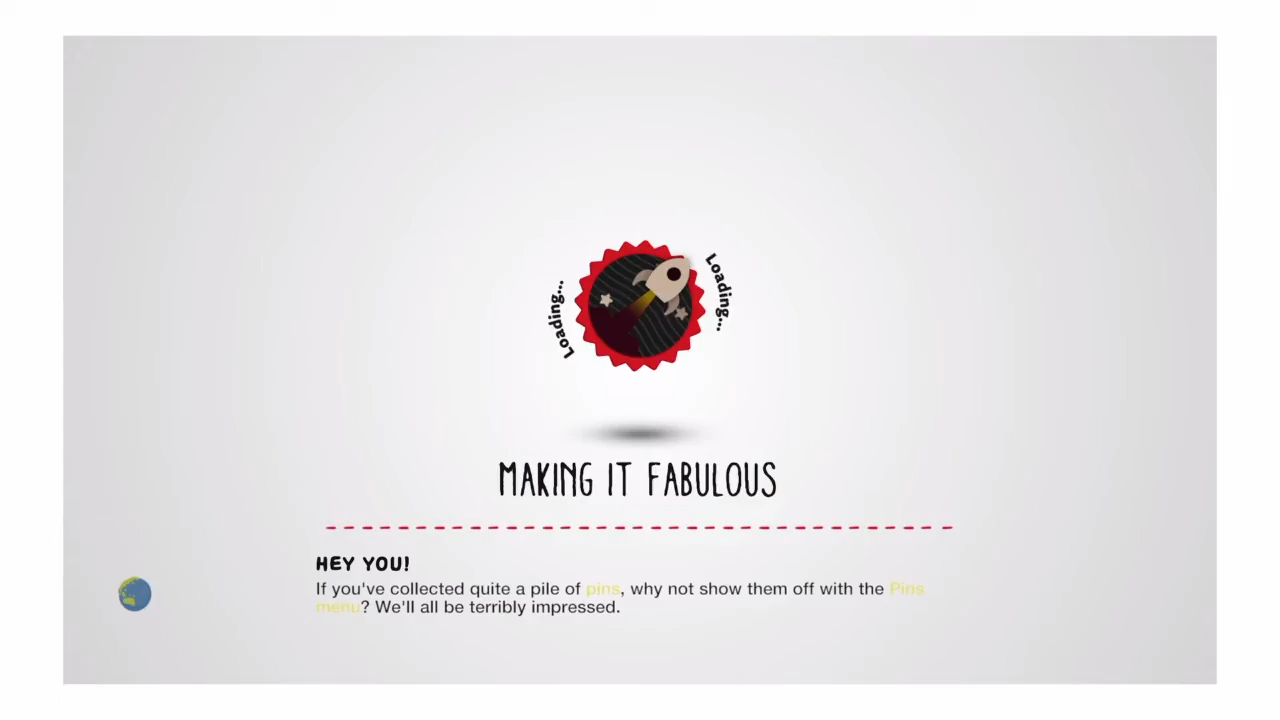 Loading...
Loading...
MAKING IT FABULOUS
HEY YOU!
If you've collected quite a pile of pins, why not show them off with the Pins
menu? We'll all be terribly impressed.